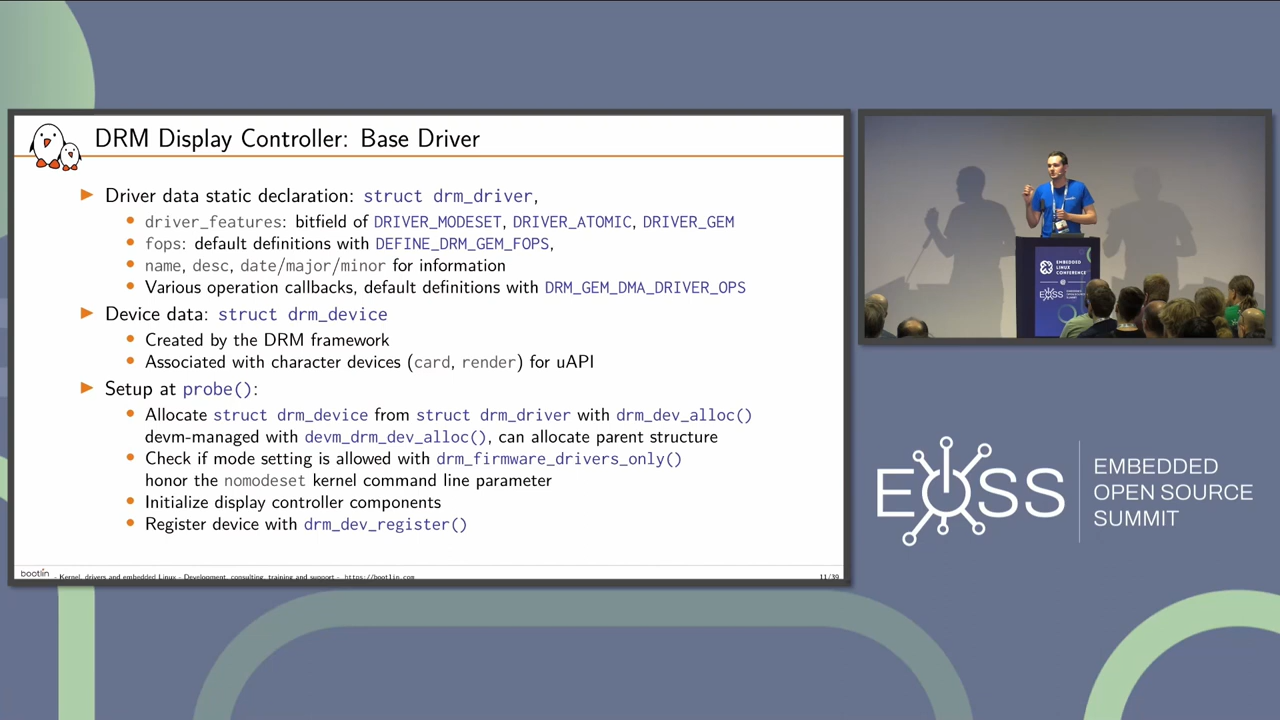 DRM Display Controller: Base Driver
Driver data static declaration: struct drm_driver,
driver_features: bitfield of DRIVER_MODESET, DRIVER_ATOMIC, DRIVER_GEM
fops: default definitions with DEFINE_DRM_GEM_FOPS,
name, desc, date/major/minor for information
Various operation callbacks, default definitions with DRM_GEM_DMA_DRIVER_OPS
Device data: struct drm_device
Created by the DRM framework
Associated with character devices (card, render) for uAPI
Setup at probe():
Allocate struct drm_device from struct drm_driver with drm_dev_alloc()
devm-managed with devm_drm_dev_alloc(), can allocate parent structure
Check if mode setting is allowed with drm_firmware_drivers_only()
honor the nomodeset kernel command line parameter
Initialize display controller components
Register device with drm_dev_register()
bootlin - Kernel, drivers and embedded Linux - Development, consulting, training and support - https://bootlin.com
11/39
EMBEDDED
LINUX
CONFERENCE
EOSS
EOSS
EMBEDDED
OPEN SOURCE
SUMMIT